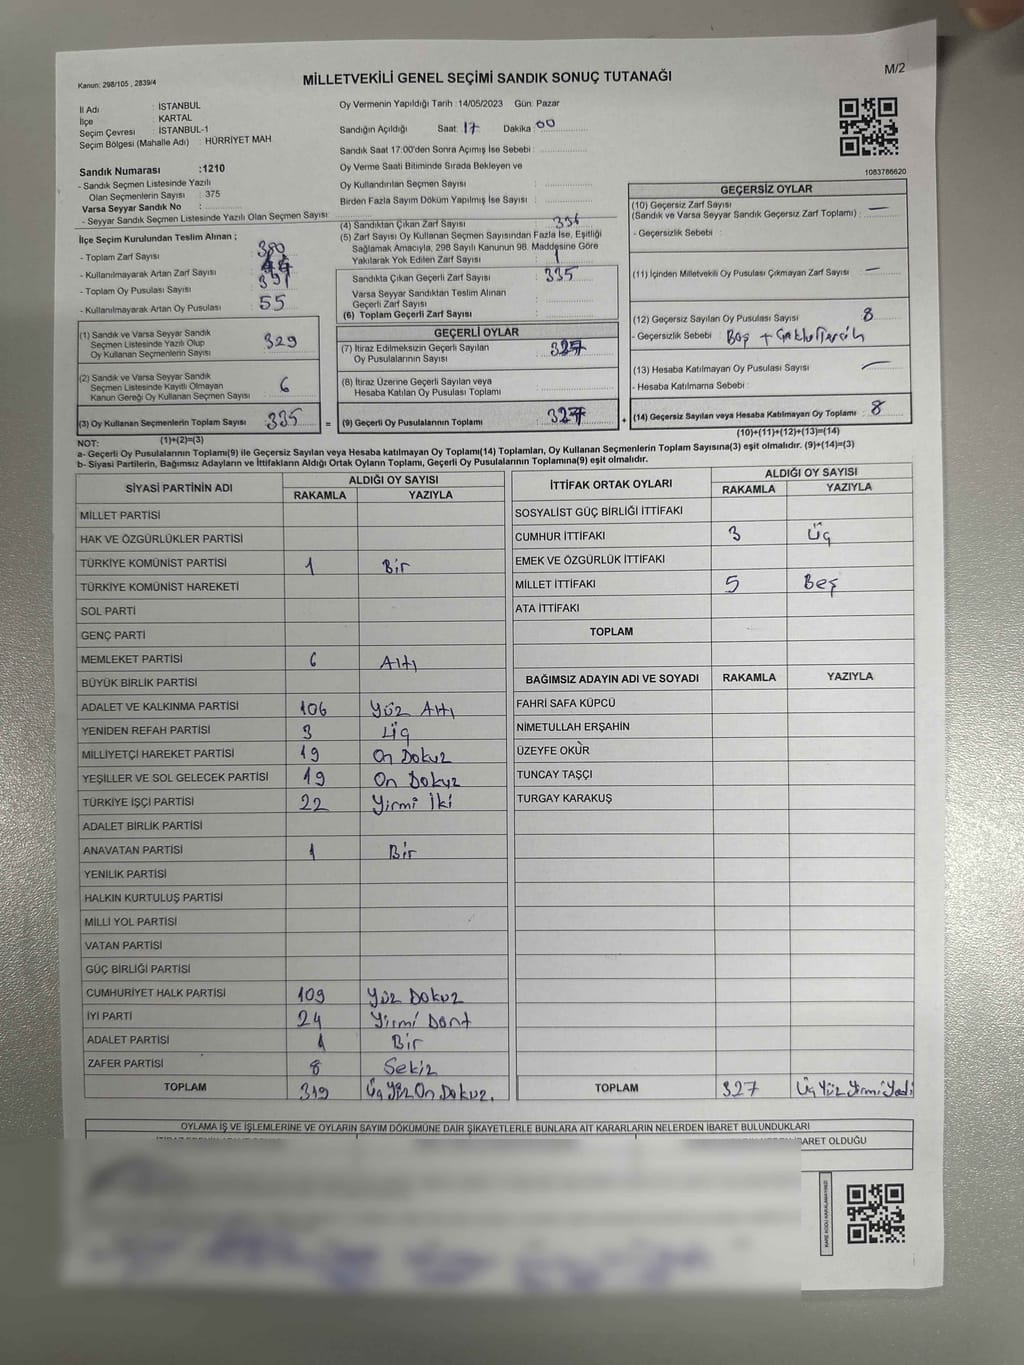 Kanun: 298/105 , 2839/4
MİLLETVEKİLİ GENEL SEÇİMİ SANDIK SONUÇ TUTANAĞI
M/2
İl Adı : İSTANBUL
İlçe : KARTAL
Seçim Çevresi : İSTANBUL-1
Seçim Bölgesi (Mahalle Adı) : HÜRRİYET MAH
Sandık Numarası :1210
- Sandık Seçmen Listesinde Yazılı
Olan Seçmenlerin Sayısı : 375
Varsa Seyyar Sandık No :
- Seyyar Sandık Seçmen Listesinde Yazılı Olan Seçmen Sayısı
Oy Vermenin Yapıldığı Tarih : 14/05/2023 Gün: Pazar
Sandığın Açıldığı Saat: 17 Dakika : 00
Sandık Saat 17:00'den Sonra Açımış İse Sebebi :
Oy Verme Saati Bitiminde Sırada Bekleyen ve
Oy Kullandırılan Seçmen Sayısı :
Birden Fazla Sayım Döküm Yapılmış İse Sayısı :
1083786620
İlçe Seçim Kurulundan Teslim Alınan ;
- Toplam Zarf Sayısı : 380
- Kullanılmayarak Artan Zarf Sayısı :
- Toplam Oy Pusulası Sayısı : 391
- Kullanılmayarak Artan Oy Pusulası : 55
(1) Sandık ve Varsa Seyyar Sandık
Seçmen Listesinde Yazılı Olup
Oy Kullanan Seçmenlerin Sayısı : 329
(2) Sandık ve Varsa Seyyar Sandık
Seçmen Listesinde Kayıtlı Olmayan
Kanun Gereği Oy Kullanan Seçmen Sayısı : 6
(3) Oy Kullanan Seçmenlerin Toplam Sayısı : 335
(1)+(2)=(3)
(4) Sandıktan Çıkan Zarf Sayısı : 336
(5) Zarf Sayısı Oy Kullanan Seçmen Sayısından Fazla İse, Eşitliği
Sağlamak Amacıyla; 298 Sayılı Kanunun 98. Maddesine Göre
Yakılarak Yok Edilen Zarf Sayısı : 1
Sandıkta Çıkan Geçerli Zarf Sayısı : 335
Varsa Seyyar Sandıktan Teslim Alınan
Geçerli Zarf Sayısı :
(6) Toplam Geçerli Zarf Sayısı :
GEÇERLİ OYLAR
(7) İtiraz Edilmeksizin Geçerli Sayılan
Oy Pusulalarının Sayısı : 327
(8) İtiraz Üzerine Geçerli Sayılan veya
Hesaba Katılan Oy Pusulası Toplamı :
= (9) Geçerli Oy Pusulalarının Toplamı : 327 +
GEÇERSİZ OYLAR
(10) Geçersiz Zarf Sayısı
(Sandık ve Varsa Seyyar Sandık Geçersiz Zarf Toplamı) : —
- Geçersizlik Sebebi :
(11) İçinden Milletvekili Oy Pusulası Çıkmayan Zarf Sayısı : —
(12) Geçersiz Sayılan Oy Pusulası Sayısı : 8
- Geçersizlik Sebebi : Boş +
(13) Hesaba Katılmayan Oy Pusulası Sayısı : —
- Hesaba Katılmama Sebebi :
(14) Geçersiz Sayılan veya Hesaba Katılmayan Oy Toplamı : 8
(10)+(11)+(12)+(13)=(14)
NOT:
a- Geçerli Oy Pusulalarının Toplamı(9) ile Geçersiz Sayılan veya Hesaba katılmayan Oy Toplamı(14) Toplamları, Oy Kullanan Seçmenlerin Toplam Sayısına(3) eşit olmalıdır. (9)+(14)=(3)
b- Siyasi Partilerin, Bağımsız Adayların ve İttifakların Aldığı Ortak Oyların Toplamı, Geçerli Oy Pusulalarının Toplamına(9) eşit olmalıdır.
SİYASİ PARTİNİN ADI ALDIĞI OY SAYISI
RAKAMLA YAZIYLA
MİLLET PARTİSİ
HAK VE ÖZGÜRLÜKLER PARTİSİ
TÜRKİYE KOMÜNİST PARTİSİ 1 Bir
TÜRKİYE KOMÜNİST HAREKETİ
SOL PARTİ
GENÇ PARTİ
MEMLEKET PARTİSİ 6 Altı
BÜYÜK BİRLİK PARTİSİ
ADALET VE KALKINMA PARTİSİ 106 Yüz Altı
YENİDEN REFAH PARTİSİ 3 Üç
MİLLİYETÇİ HAREKET PARTİSİ 19 On Dokuz
YEŞİLLER VE SOL GELECEK PARTİSİ 19 On Dokuz
TÜRKİYE İŞÇİ PARTİSİ 22 Yirmi İki
ADALET BİRLİK PARTİSİ
ANAVATAN PARTİSİ 1 Bir
YENİLİK PARTİSİ
HALKIN KURTULUŞ PARTİSİ
MİLLİ YOL PARTİSİ
VATAN PARTİSİ
GÜÇ BİRLİĞİ PARTİSİ
CUMHURİYET HALK PARTİSİ 109 Yüz Dokuz
İYİ PARTİ 24 Yirmi Dört
ADALET PARTİSİ 1 Bir
ZAFER PARTİSİ 8 Sekiz
TOPLAM 319 Üç Yüz On Dokuz.
İTTİFAK ORTAK OYLARI ALDIĞI OY SAYISI
RAKAMLA YAZIYLA
SOSYALİST GÜÇ BİRLİĞİ İTTİFAKI
CUMHUR İTTİFAKI 3 Üç
EMEK VE ÖZGÜRLÜK İTTİFAKI
MİLLET İTTİFAKI 5 Beş
ATA İTTİFAKI
TOPLAM
BAĞIMSIZ ADAYIN ADI VE SOYADI RAKAMLA YAZIYLA
FAHRİ SAFA KÜPCÜ
NİMETULLAH ERŞAHİN
ÜZEYFE OKUR
TUNCAY TAŞÇI
TURGAY KARAKUŞ
TOPLAM 327 Üç Yüz Yirmi Yedi
OYLAMA İŞ VE İŞLEMLERİNE VE OYLARIN SAYIM DÖKÜMÜNE DAİR ŞİKAYETLERLE BUNLARA AİT KARARLARIN NELERDEN İBARET BULUNDUKLARI
İBARET OLDUĞU